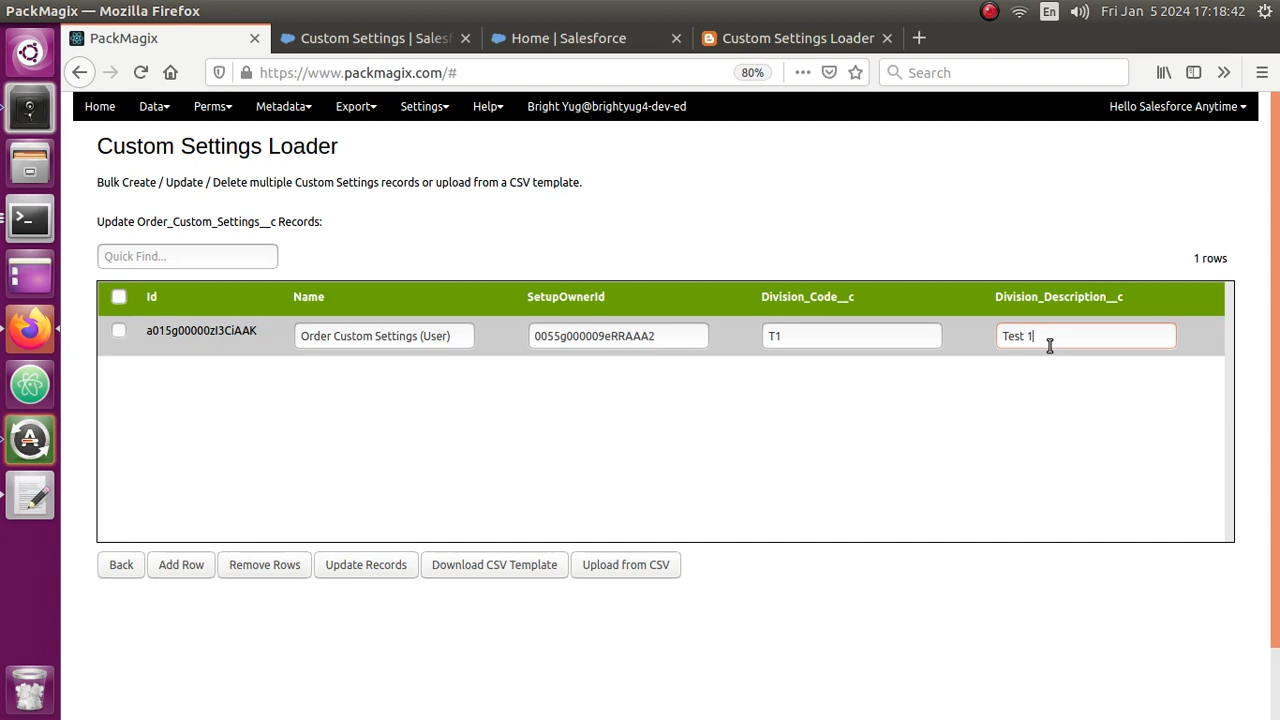 PackMagix - Mozilla Firefox
En
Fri Jan 5 2024 17:18:42
PackMagix
Custom Settings | Salesf
Home | Salesforce
Custom Settings Loader
https://www.packmagix.com/#
80%
Search
Home
Data
Perms
Metadata
Export
Settings
Help
Bright Yug@brightyug4-dev-ed
Hello Salesforce Anytime
Custom Settings Loader
Bulk Create / Update / Delete multiple Custom Settings records or upload from a CSV template.
Update Order_Custom_Settings__c Records:
Quick Find...
1 rows
Id
Name
SetupOwnerId
Division_Code__c
Division_Description__c
a015g00000zI3CiAAK
Order Custom Settings (User)
0055g000009eRRAAA2
T1
Test 1
Back
Add Row
Remove Rows
Update Records
Download CSV Template
Upload from CSV